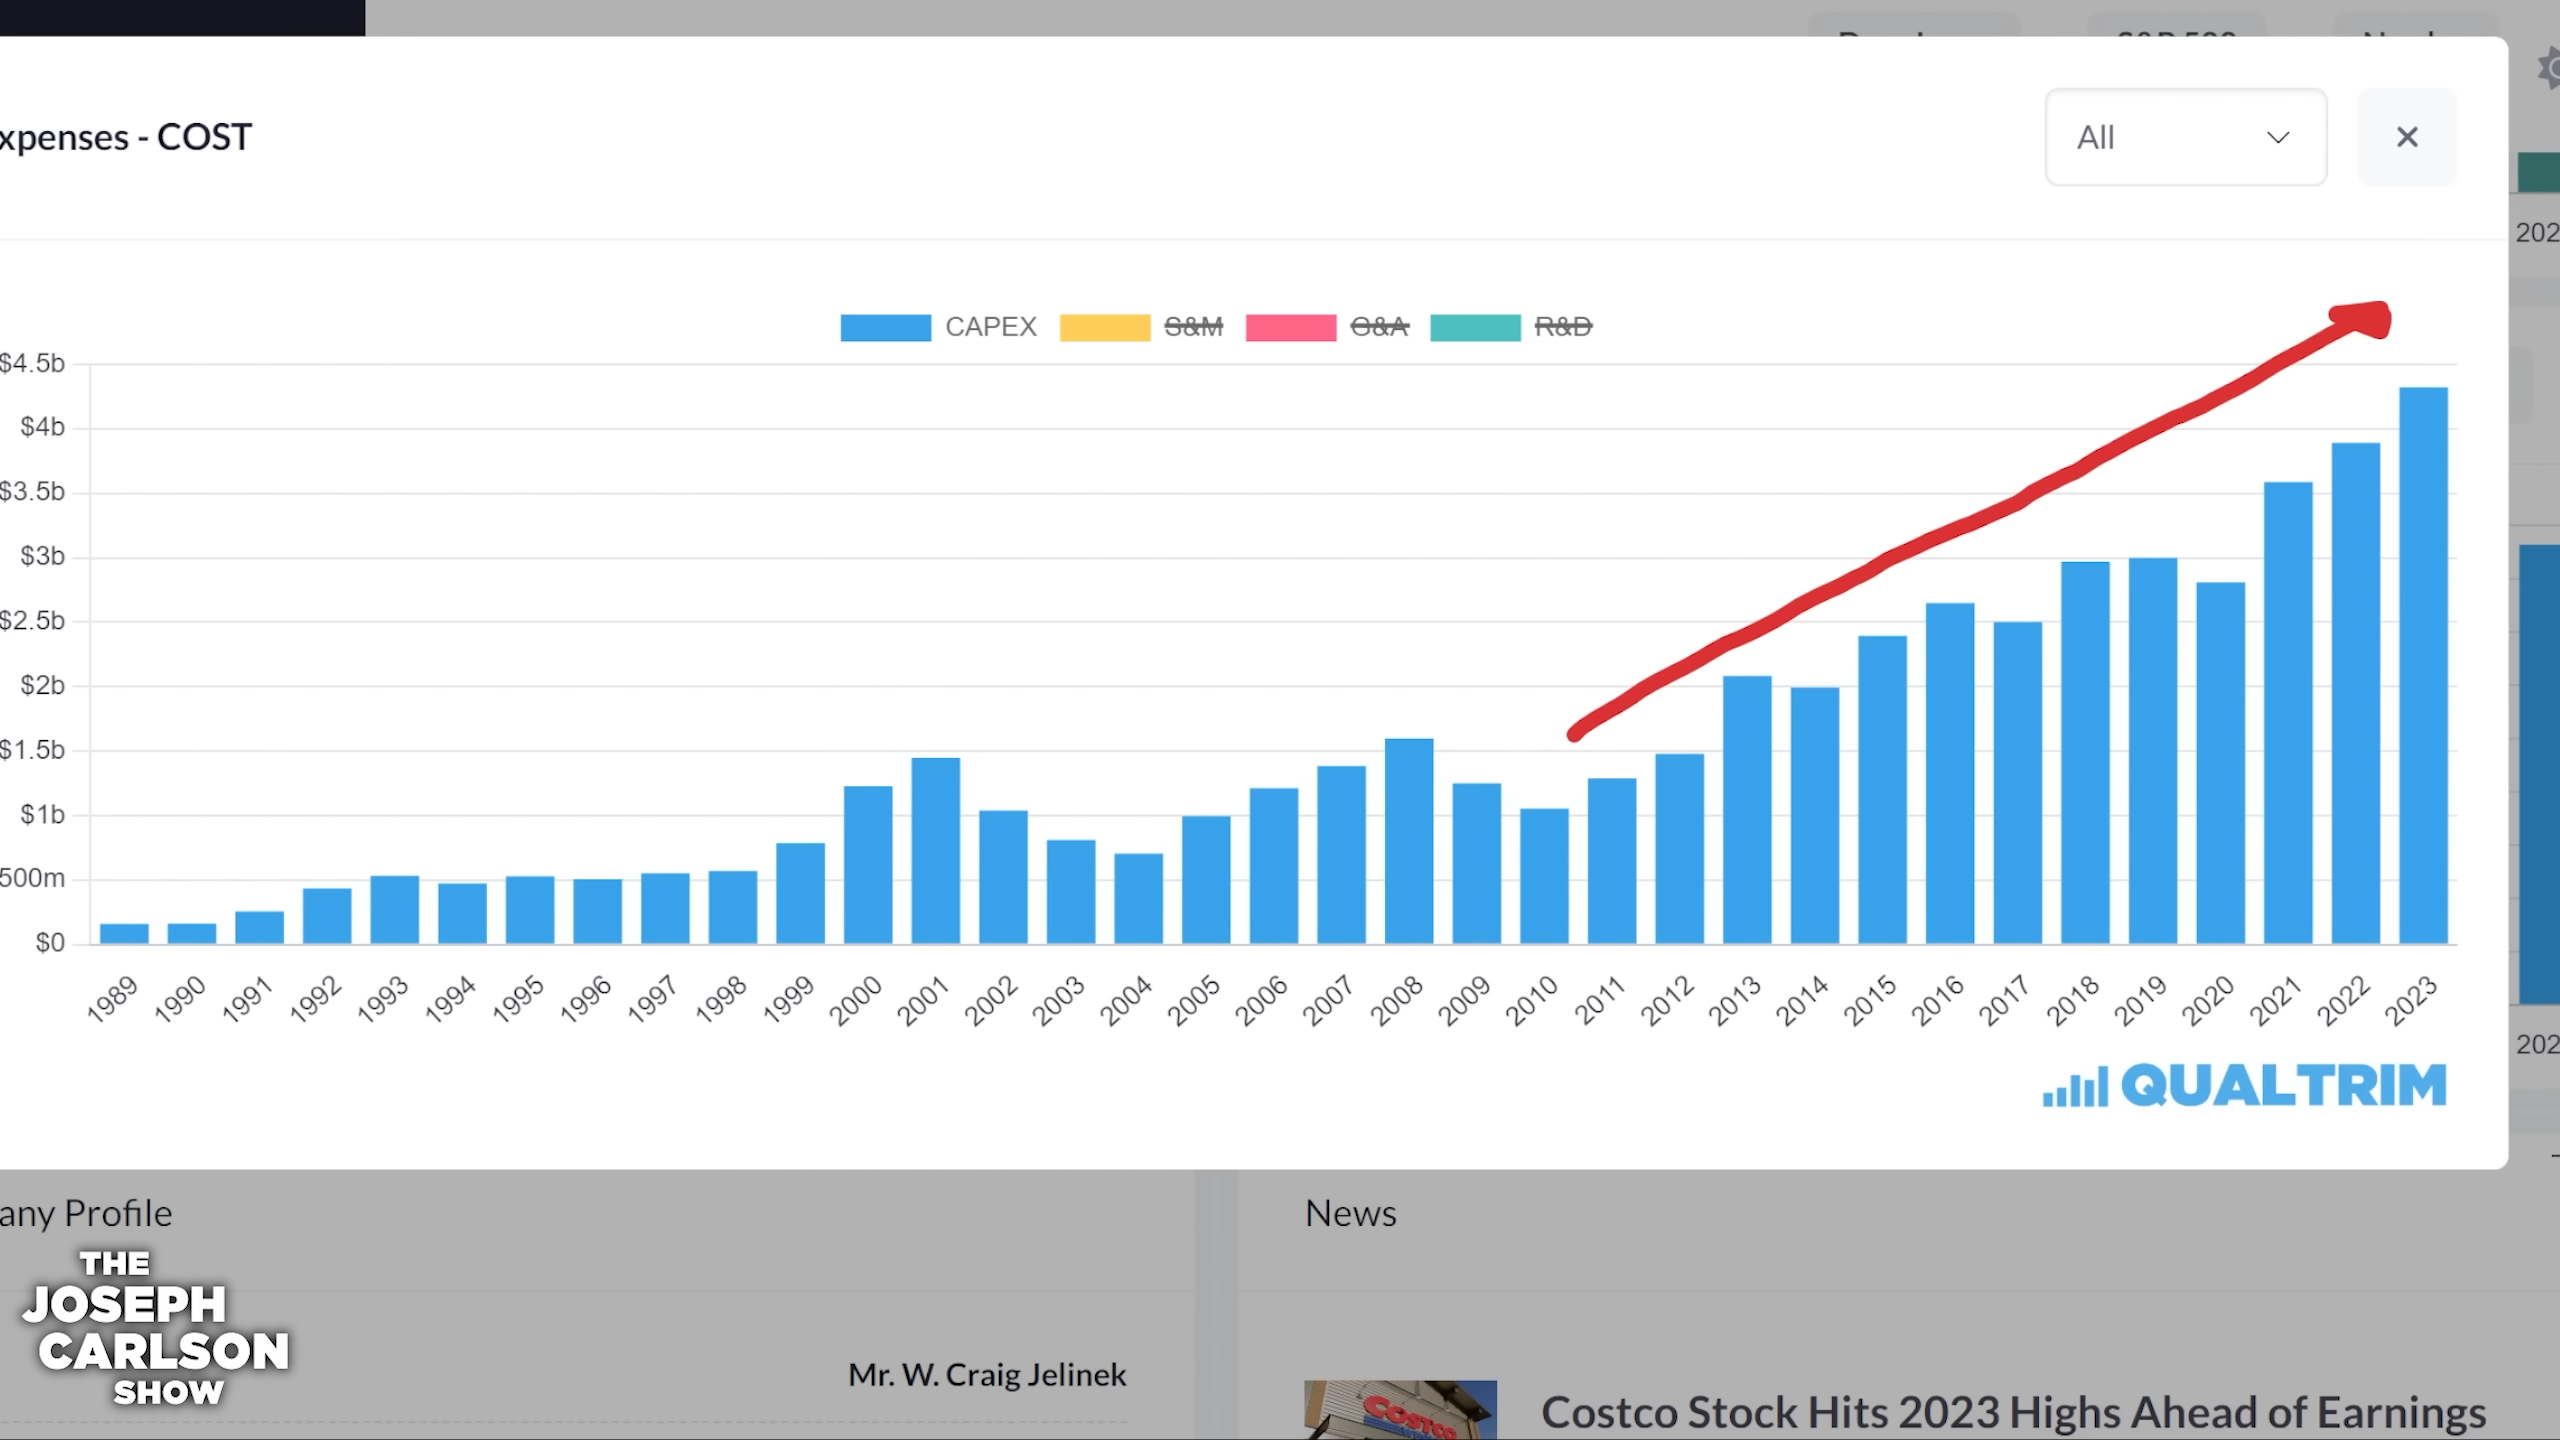 xpenses - COST
All
202
CAPEX S&M G&A R&D
$4.5b
$4b
$3.5b
$3b
$2.5b
$2b
$1.5b
$1b
500m
$0
1989 1990 1991 1992 1993 1994 1995 1996 1997 1998 1999 2000 2001 2002 2003 2004 2005 2006 2007 2008 2009 2010 2011 2012 2013 2014 2015 2016 2017 2018 2019 2020 2021 2022 2023
202
QUALTRIM
any Profile
News
THE
JOSEPH
CARLSON
SHOW
Mr. W. Craig Jelinek
COSTCO
Costco Stock Hits 2023 Highs Ahead of Earnings